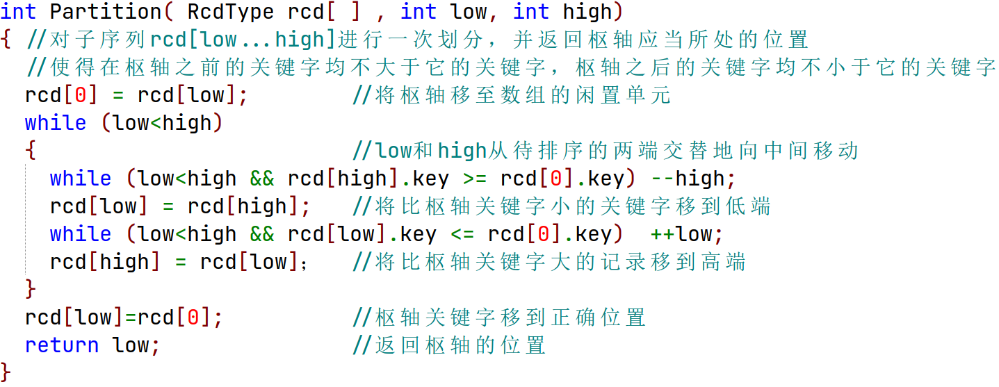 int Partition( RcdType rcd[ ] , int low, int high)
{ //对子序列rcd[low...high]进行一次划分，并返回枢轴应当所处的位置
//使得在枢轴之前的关键字均不大于它的关键字，枢轴之后的关键字均不小于它的关键字
rcd[0] = rcd[low]; //将枢轴移至数组的闲置单元
while (low<high)
{ //low和high从待排序的两端交替地向中间移动
while (low<high && rcd[high].key >= rcd[0].key) --high;
rcd[low] = rcd[high]; //将比枢轴关键字小的关键字移到低端
while (low<high && rcd[low].key <= rcd[0].key) ++low;
rcd[high] = rcd[low]； //将比枢轴关键字大的记录移到高端
}
rcd[low]=rcd[0]; //枢轴关键字移到正确位置
return low; //返回枢轴的位置
}